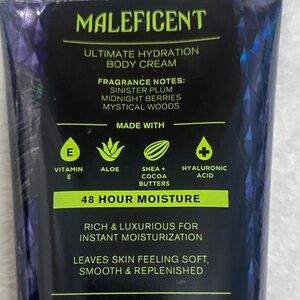 MALEFICENT
ULTIMATE HYDRATION
BODY CREAM
FRAGRANCE NOTES:
SINISTER PLUM
MIDNIGHT BERRIES
MYSTICAL WOODS
MADE WITH
E
VITAMIN
E
ALOE
SHEA +
COCOA
BUTTERS
HYALURONIC
ACID
48 HOUR MOISTURE
RICH & LUXURIOUS FOR
INSTANT MOISTURIZATION
LEAVES SKIN FEELING SOFT,
SMOOTH & REPLENISHED